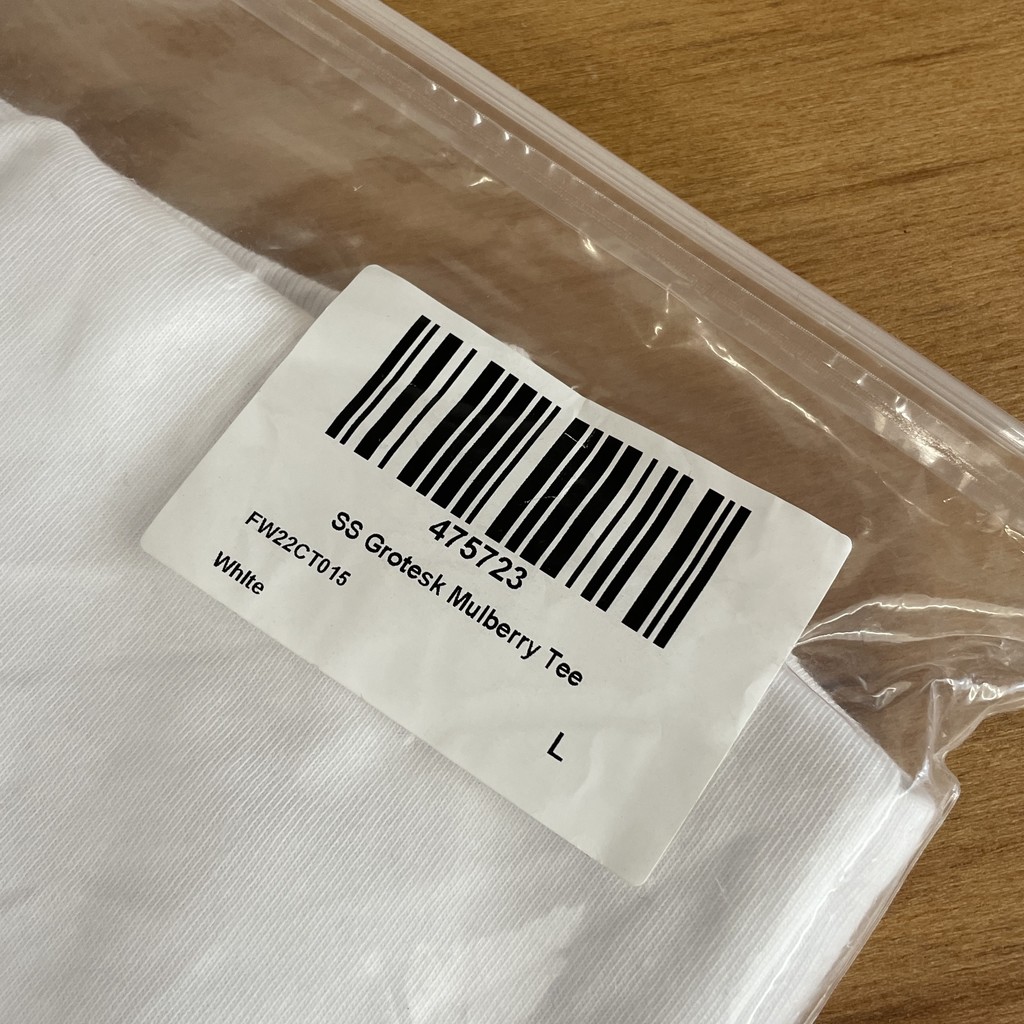 475723
SS Grotesk Mulberry Tee
FW22CT015
White
L